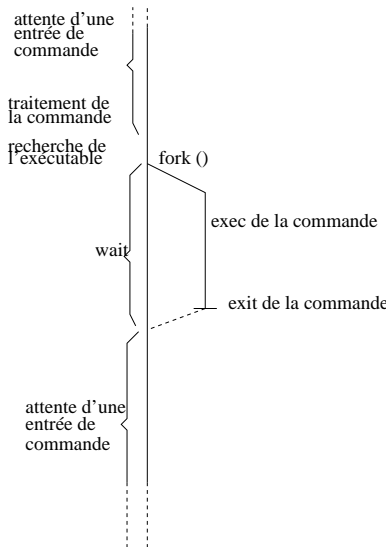 attente d'une
entrée de
commande
traitement de
la commande
recherche de
l'exécutable
fork ()
exec de la commande
wait
exit de la commande
attente d'une
entrée de
commande